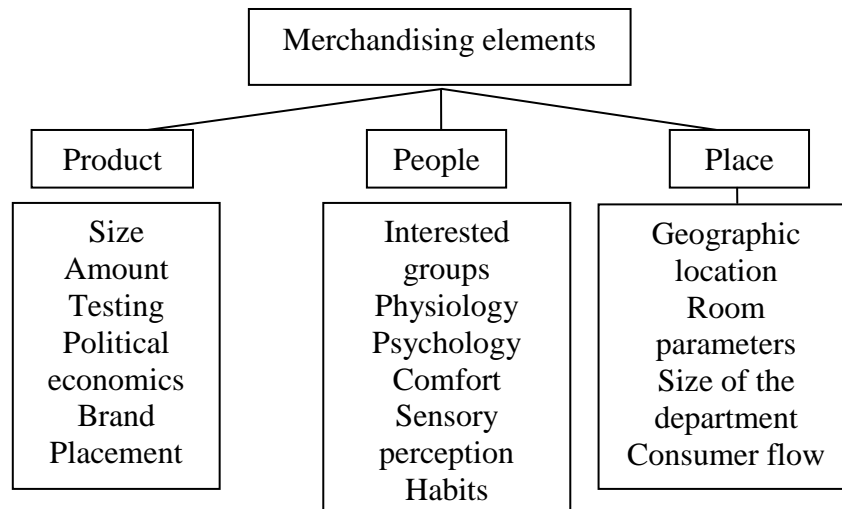 Merchandising elements
Product
People
Place
Size
Amount
Testing
Political
economics
Brand
Placement
Interested
groups
Physiology
Psychology
Comfort
Sensory
perception
Habits
Geographic
location
Room
parameters
Size of the
department
Consumer flow